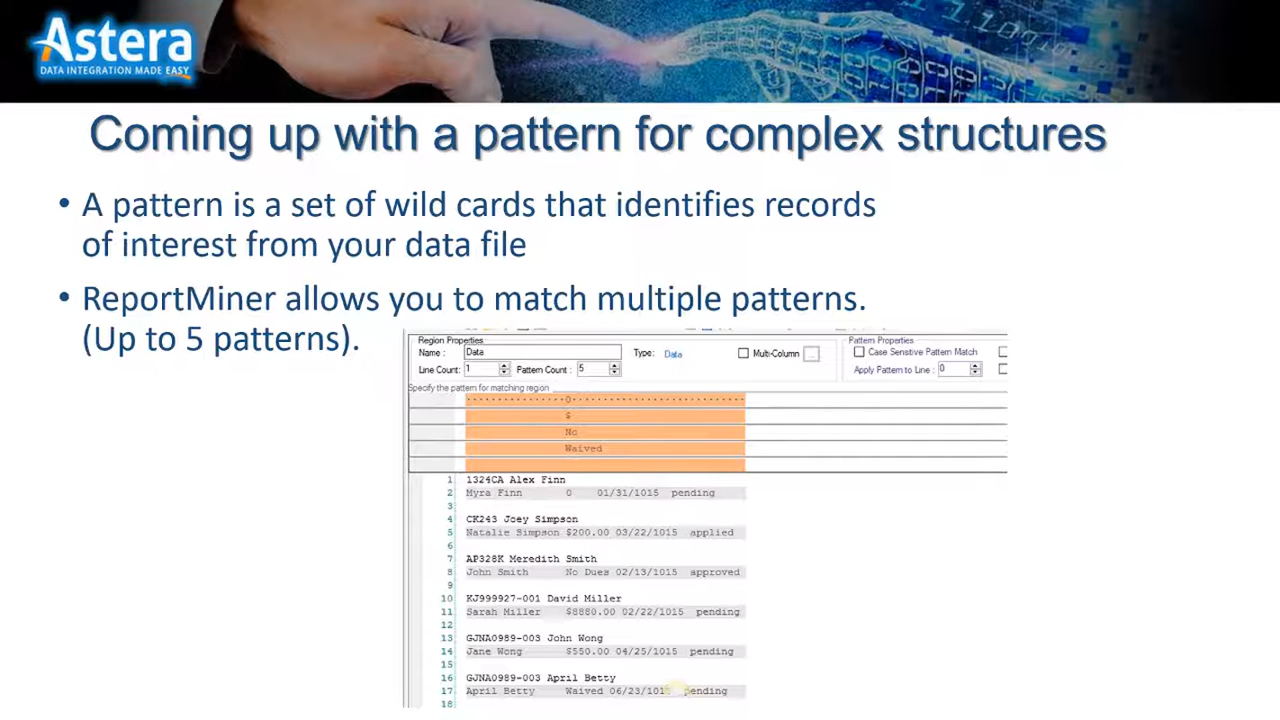 Astera
DATA INTEGRATION MADE EASY
Coming up with a pattern for complex structures
• A pattern is a set of wild cards that identifies records
of interest from your data file
• ReportMiner allows you to match multiple patterns.
(Up to 5 patterns).
Region Properties
Name : Data Type: Data Multi-Column ...
Line Count: 1 Pattern Count : 5
Pattern Properties
Case Sensitive Pattern Match
Apply Pattern to Line : 0
Specify the pattern for matching region
0
$
No
Waived
1 1324CA Alex Finn
2 Myra Finn 0 01/31/1015 pending
3
4 CK243 Joey Simpson
5 Natalie Simpson $200.00 03/22/1015 applied
6
7 AP328K Meredith Smith
8 John Smith No Dues 02/13/1015 approved
9
10 KJ999927-001 David Miller
11 Sarah Miller $8880.00 02/22/1015 pending
12
13 GJNA0989-003 John Wong
14 Jane Wong $550.00 04/25/1015 pending
15
16 GJNA0989-003 April Betty
17 April Betty Waived 06/23/1015 pending
18